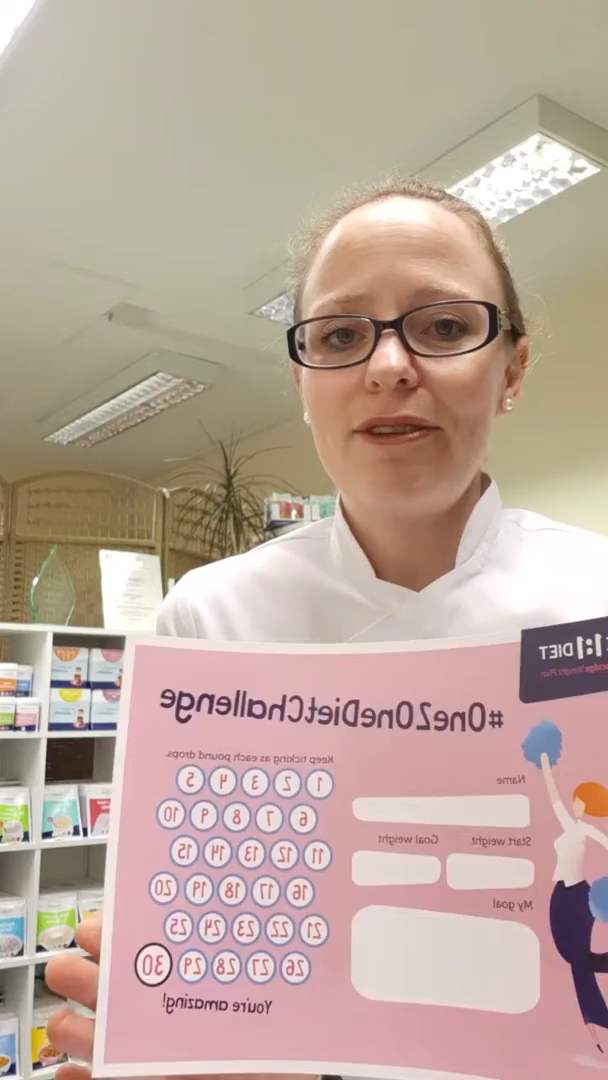 1:1 DIET
Weight Plan
#One2OneDietChallenge
Name
Start weight
Goal weight
My goal
Keep ticking as each pound drops.
1 2 3 4 5
6 7 8 9 10
11 12 13 14 15
16 17 18 19 20
21 22 23 24 25
26 27 28 29 30
You're amazing!